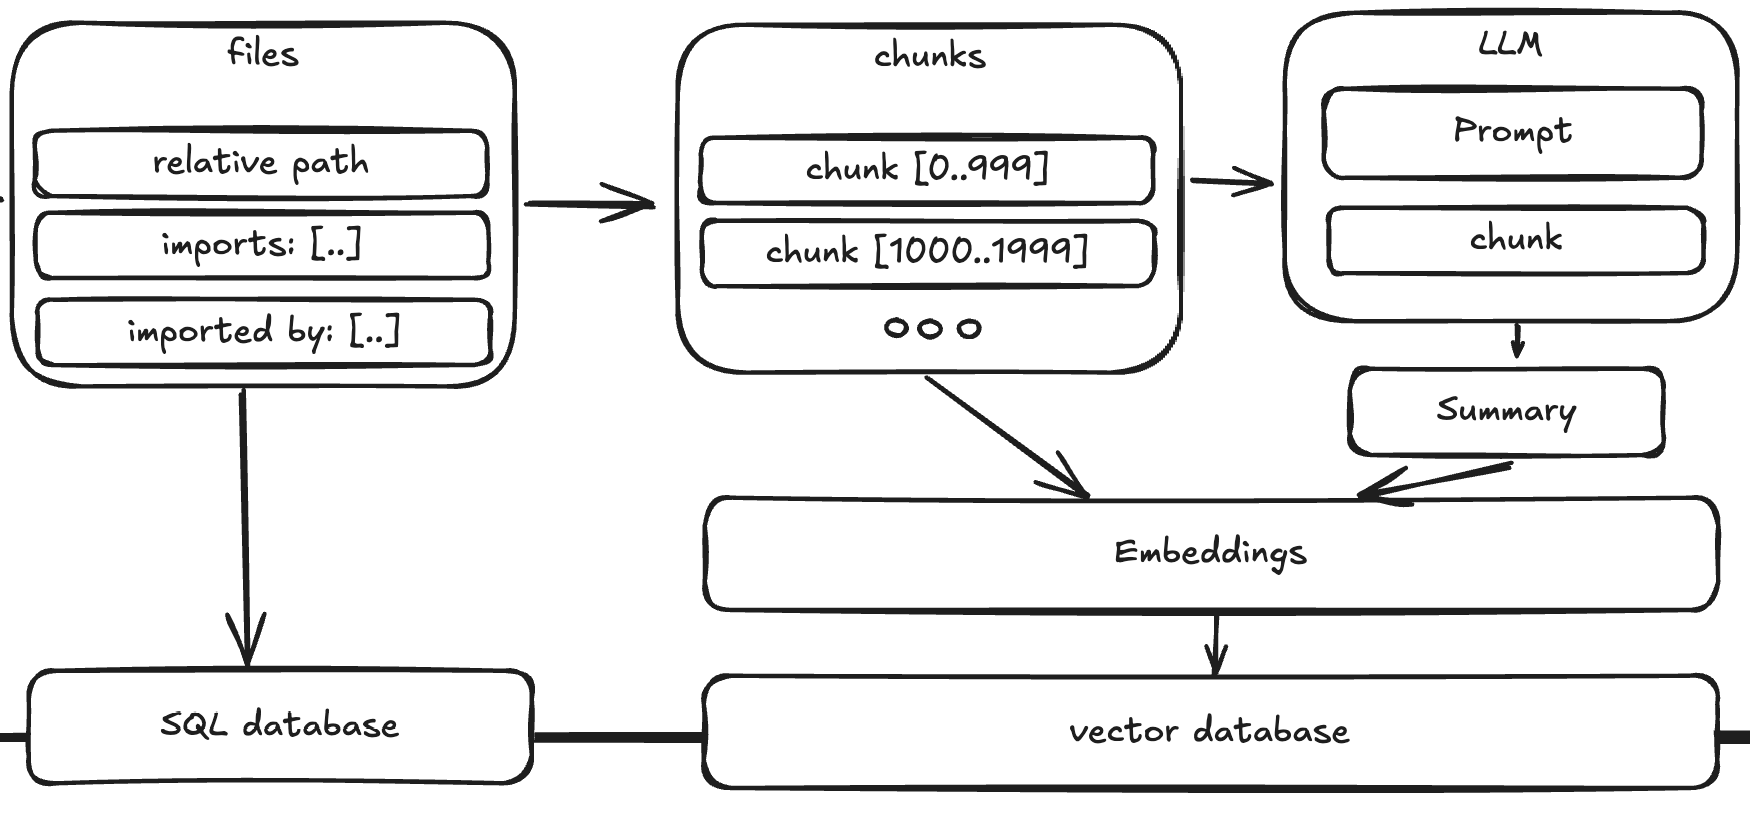 files
relative path
imports: [..]
imported by: [..]
chunks
chunk [0..999]
chunk [1000..1999]
LLM
Prompt
chunk
Summary
Embeddings
SQL database
vector database